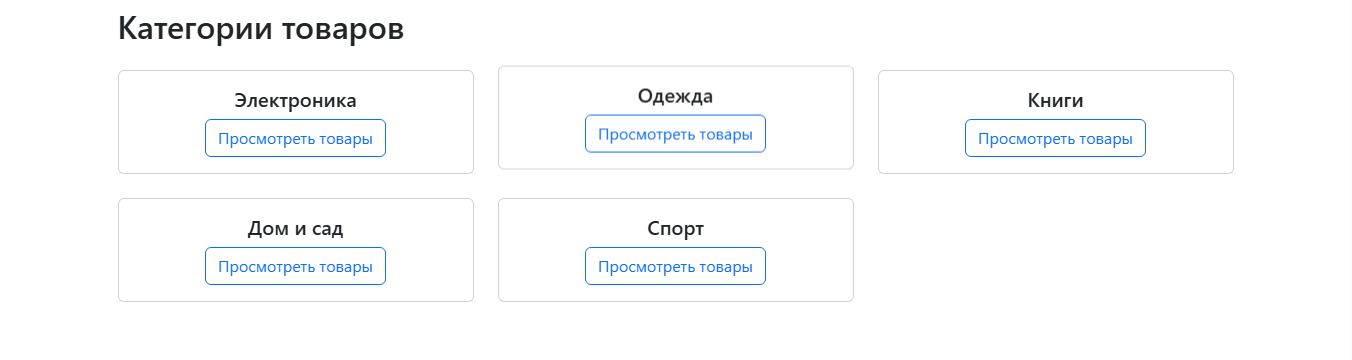 Категории товаров
Электроника
Просмотреть товары
Одежда
Просмотреть товары
Книги
Просмотреть товары
Дом и сад
Просмотреть товары
Спорт
Просмотреть товары